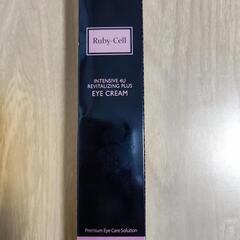 Ruby-Cell
INTENSIVE 4U
REVITALIZING PLUS
EYE CREAM
Premium Eye Care Solution